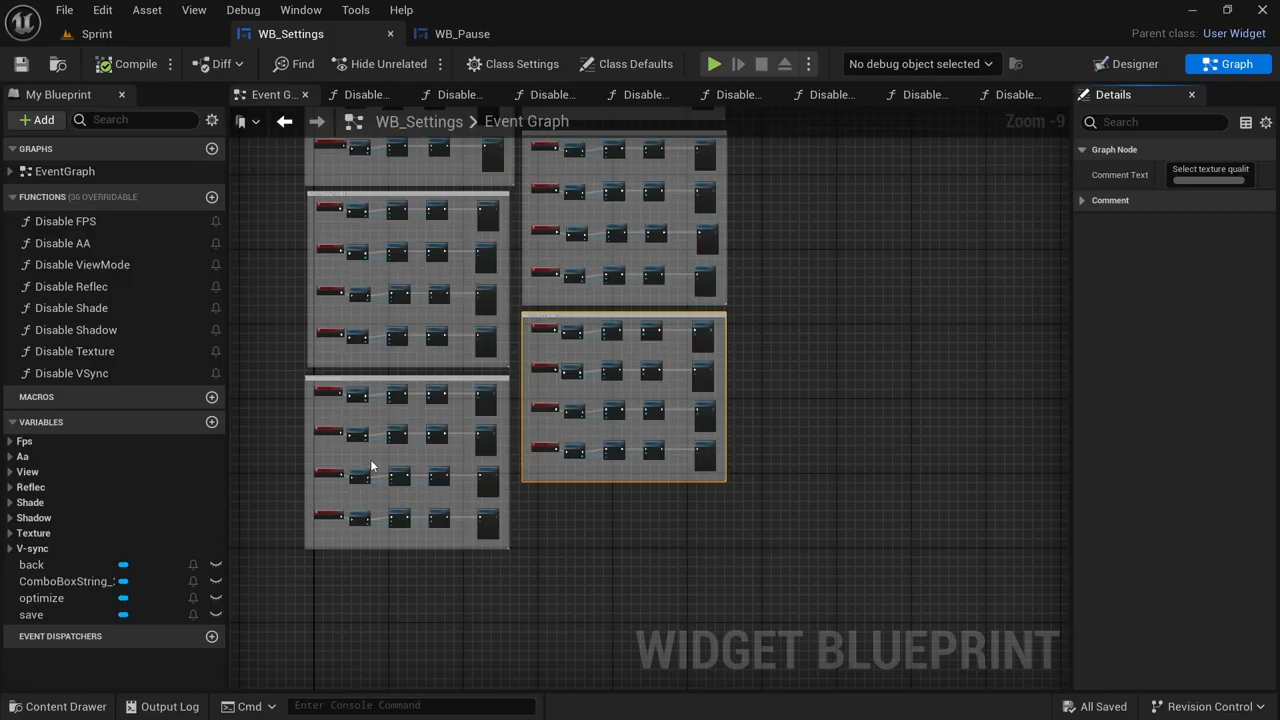 File Edit Asset View Debug Window Tools Help
Sprint WB_Settings WB_Pause Parent class: User Widget
Compile Diff Find Hide Unrelated Class Settings Class Defaults No debug object selected Designer Graph
My Blueprint Event G... Disable... Disable... Disable... Disable... Disable... Disable... Disable... Disable... Details
Add Search WB_Settings Event Graph Zoom -9 Search
GRAPHS
EventGraph
FUNCTIONS (36 OVERRIDABLE
Disable FPS
Disable AA
Disable ViewMode
Disable Reflec
Disable Shade
Disable Shadow
Disable Texture
Disable VSync
MACROS
VARIABLES
Fps
Aa
View
Reflec
Shade
Shadow
Texture
V-sync
back
ComboBoxString_
optimize
save
EVENT DISPATCHERS
Graph Node
Comment Text Select texture qualit
Comment
WIDGET BLUEPRINT
Content Drawer Output Log Cmd Enter Console Command All Saved Revision Control